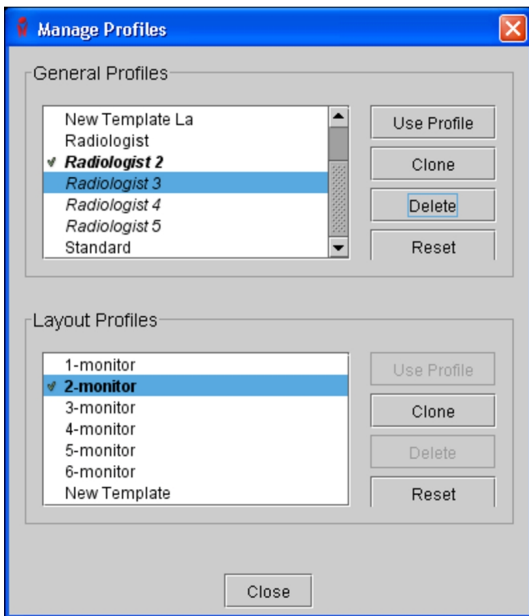 Manage Profiles
General Profiles
New Template La
Radiologist
Radiologist 2
Radiologist 3
Radiologist 4
Radiologist 5
Standard
Use Profile
Clone
Delete
Reset
Layout Profiles
1-monitor
2-monitor
3-monitor
4-monitor
5-monitor
6-monitor
New Template
Use Profile
Clone
Delete
Reset
Close